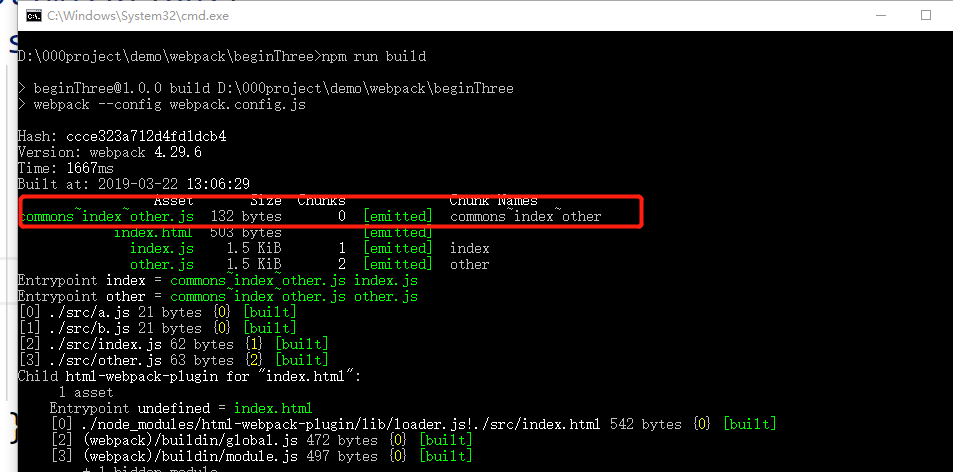 C:\Windows\System32\cmd.exe
D:\000project\demo\webpack\beginThree>npm run build
> beginThree@1.0.0 build D:\000project\demo\webpack\beginThree
> webpack --config webpack.config.js
Hash: ccce323a712d4fd1dcb4
Version: webpack 4.29.6
Time: 1667ms
Built at: 2019-03-22 13:06:29
Asset Size Chunks Chunk Names
commons~index~other.js 132 bytes 0 [emitted] commons~index~other
index.html 503 bytes [emitted]
index.js 1.5 KiB 1 [emitted] index
other.js 1.5 KiB 2 [emitted] other
Entrypoint index = commons~index~other.js index.js
Entrypoint other = commons~index~other.js other.js
[0] ./src/a.js 21 bytes {0} [built]
[1] ./src/b.js 21 bytes {0} [built]
[2] ./src/index.js 62 bytes {1} [built]
[3] ./src/other.js 63 bytes {2} [built]
Child html-webpack-plugin for "index.html":
1 asset
Entrypoint undefined = index.html
[0] ./node_modules/html-webpack-plugin/lib/loader.js!./src/index.html 542 bytes {0} [built]
[2] (webpack)/buildin/global.js 472 bytes {0} [built]
[3] (webpack)/buildin/module.js 497 bytes {0} [built]
+ 1 hidden module
}